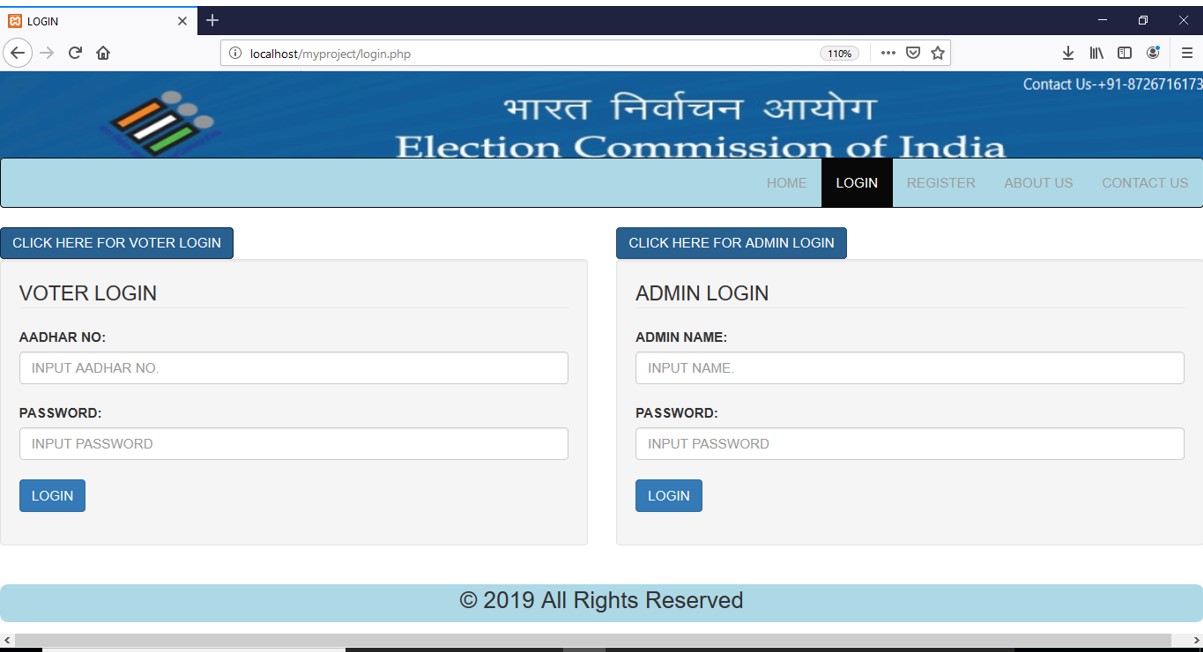 LOGIN
localhost/myproject/login.php
110%
Contact Us-+91-8726716173
भारत निर्वाचन आयोग
Election Commission of India
HOME LOGIN REGISTER ABOUT US CONTACT US
CLICK HERE FOR VOTER LOGIN
VOTER LOGIN
AADHAR NO:
INPUT AADHAR NO.
PASSWORD:
INPUT PASSWORD
LOGIN
CLICK HERE FOR ADMIN LOGIN
ADMIN LOGIN
ADMIN NAME:
INPUT NAME.
PASSWORD:
INPUT PASSWORD
LOGIN
© 2019 All Rights Reserved